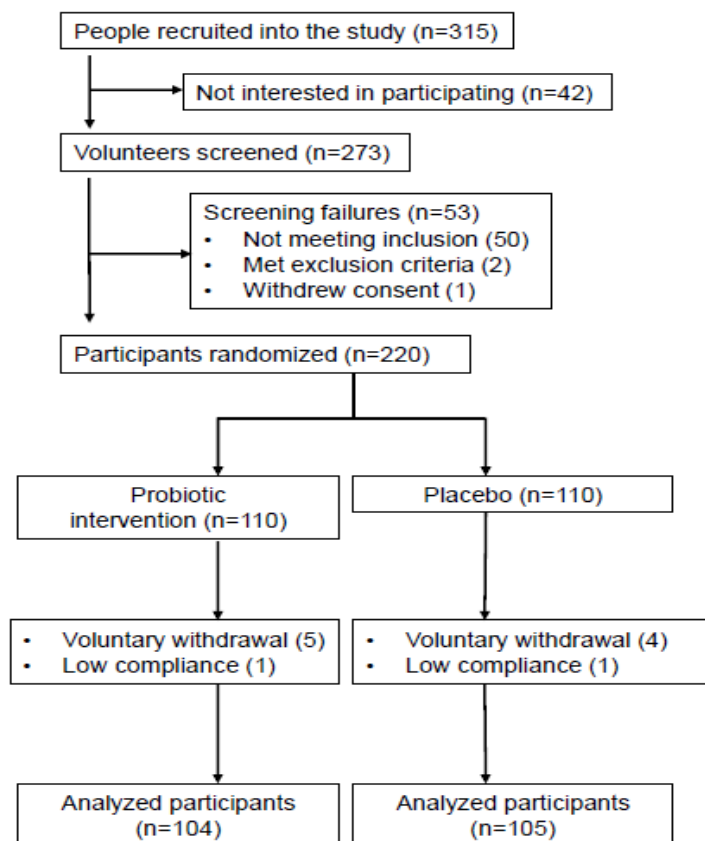 People recruited into the study (n=315)
Not interested in participating (n=42)
Volunteers screened (n=273)
Screening failures (n=53)
• Not meeting inclusion (50)
• Met exclusion criteria (2)
• Withdrew consent (1)
Participants randomized (n=220)
Probiotic
intervention (n=110)
Placebo (n=110)
• Voluntary withdrawal (5)
• Low compliance (1)
• Voluntary withdrawal (4)
• Low compliance (1)
Analyzed participants
(n=104)
Analyzed participants
(n=105)